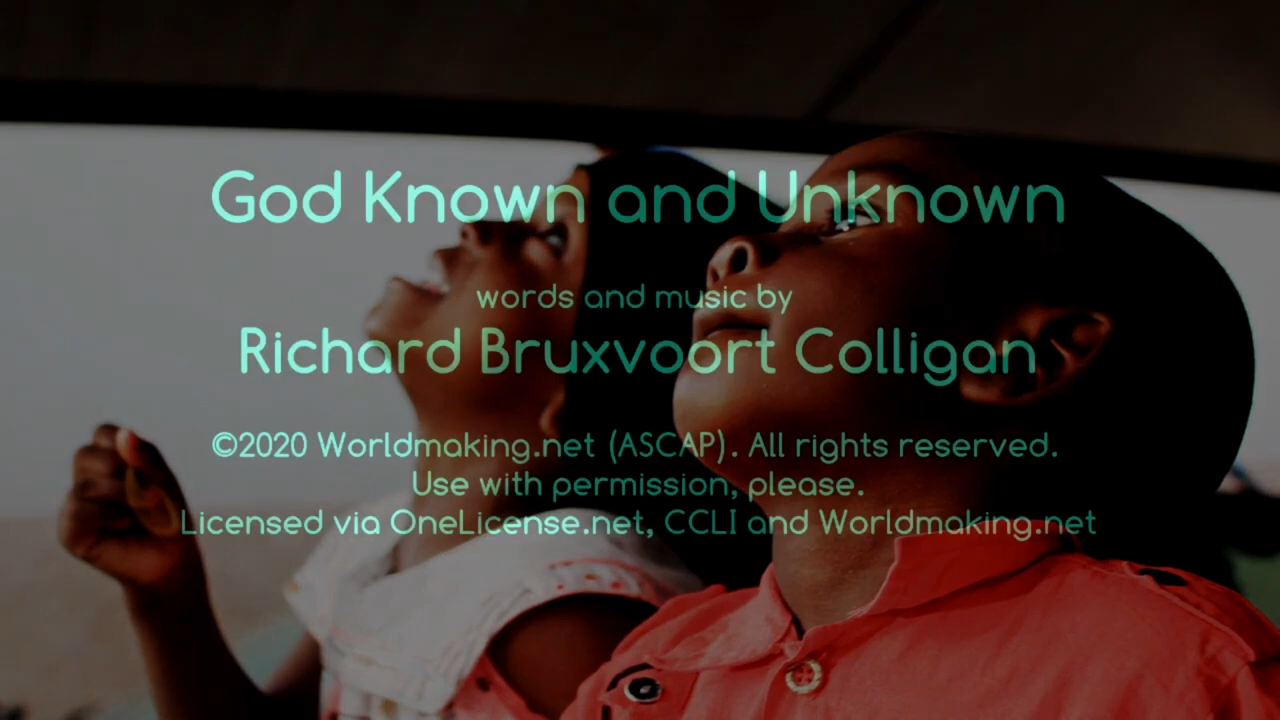 God Known and Unknown
words and music by
Richard Bruxvoort Colligan
©2020 Worldmaking.net (ASCAP). All rights reserved.
Use with permission, please.
Licensed via OneLicense.net, CCLI and Worldmaking.net